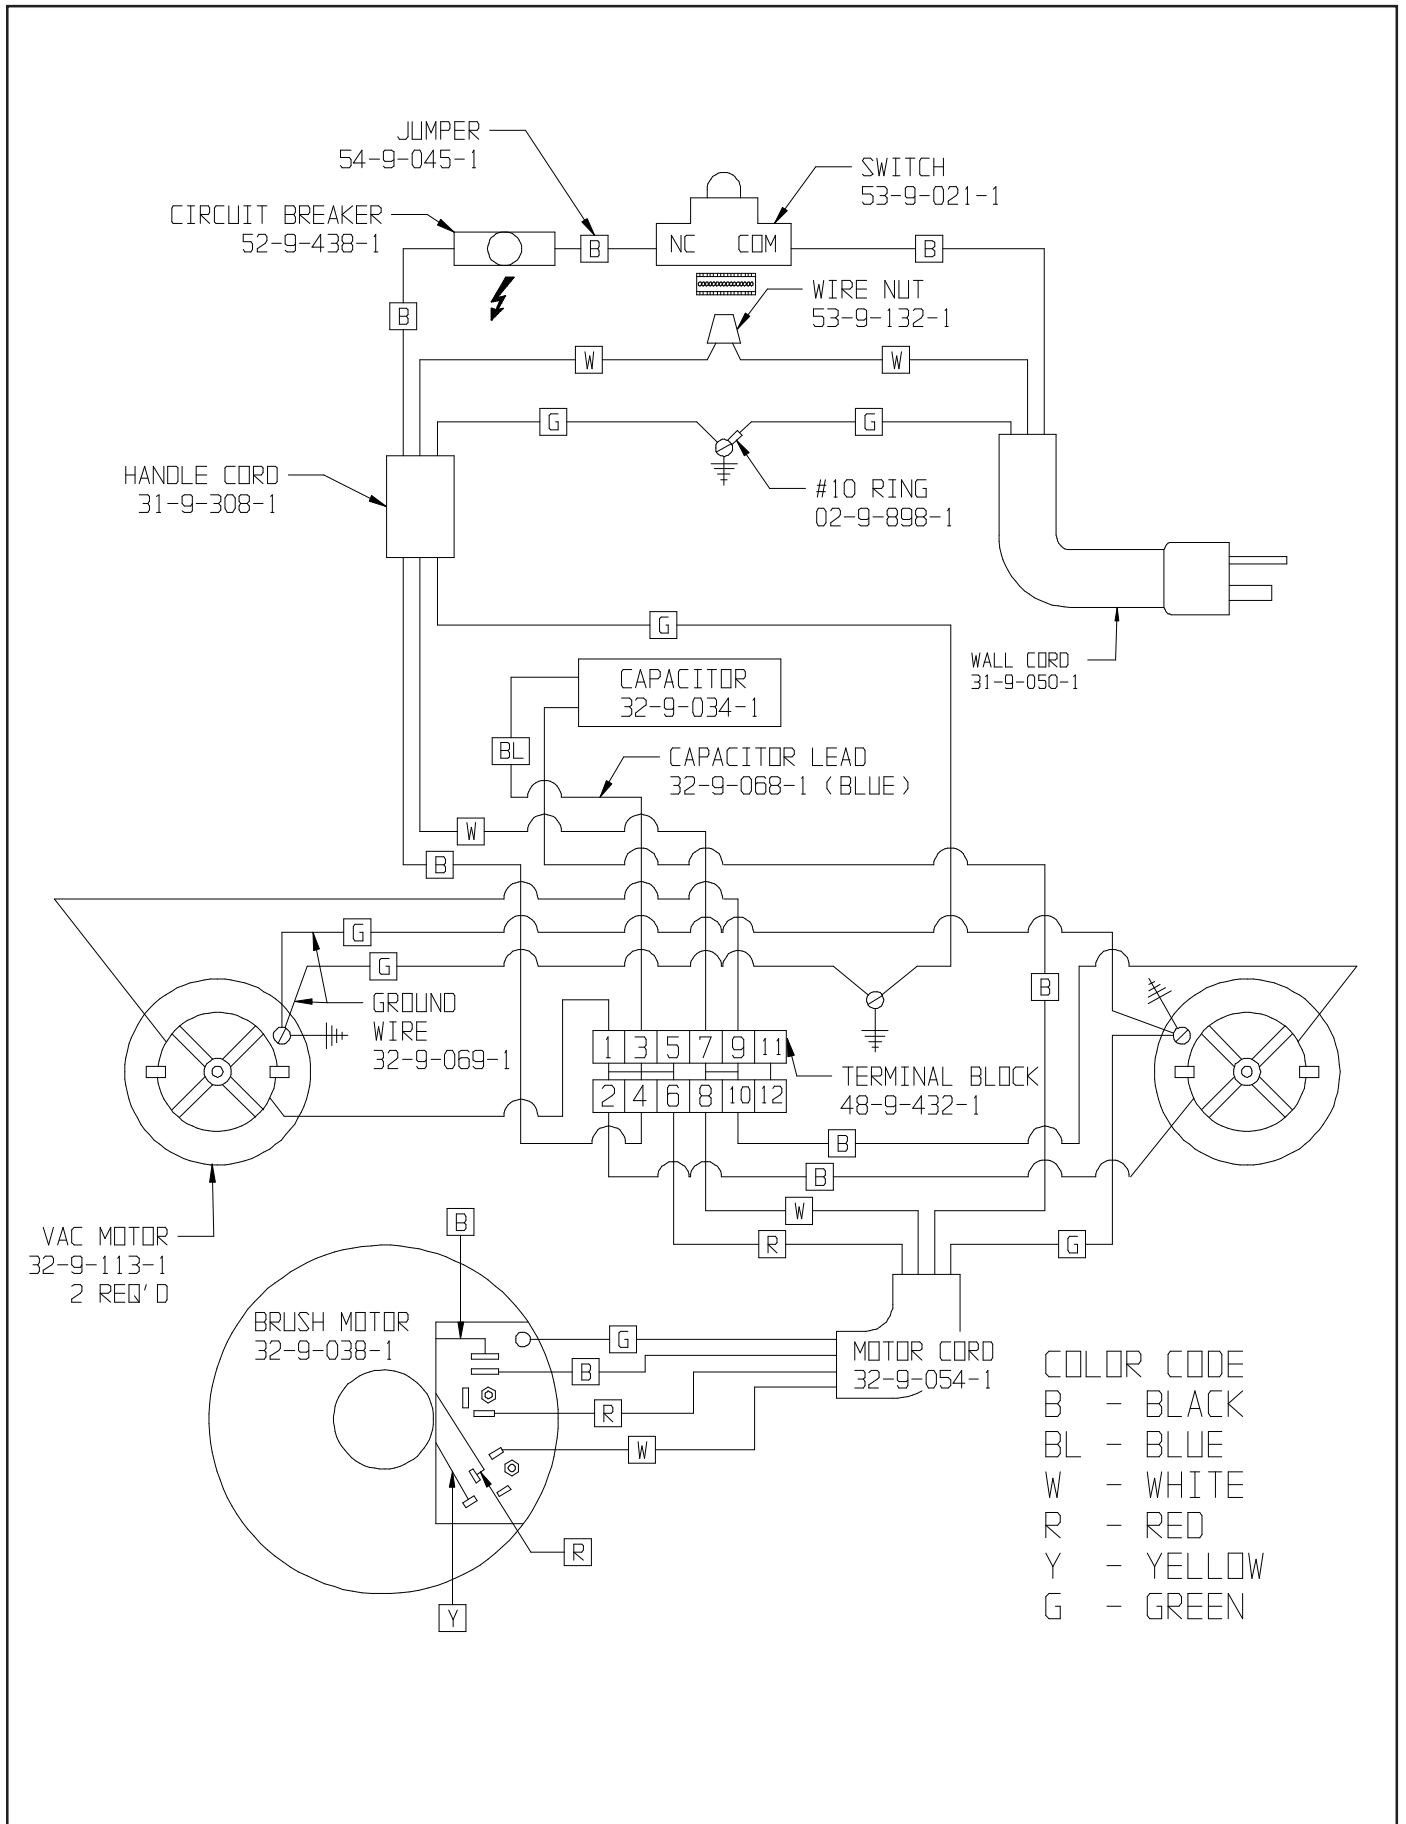 JUMPER
54-9-045-1
SWITCH
53-9-021-1
CIRCUIT BREAKER
52-9-438-1
B
NC COM
B
B
WIRE NUT
53-9-132-1
W
W
G
G
HANDLE CORD
31-9-308-1
#10 RING
02-9-898-1
G
WALL CORD
31-9-050-1
CAPACITOR
32-9-034-1
BL
CAPACITOR LEAD
32-9-068-1 (BLUE)
W
B
G
G
B
GROUND
WIRE
32-9-069-1
1 3 5 7 9 11
2 4 6 8 10 12
TERMINAL BLOCK
48-9-432-1
B
B
W
R
G
VAC MOTOR
32-9-113-1
2 REQ'D
B
BRUSH MOTOR
32-9-038-1
G
B
R
W
MOTOR CORD
32-9-054-1
R
Y
COLOR CODE
B - BLACK
BL - BLUE
W - WHITE
R - RED
Y - YELLOW
G - GREEN